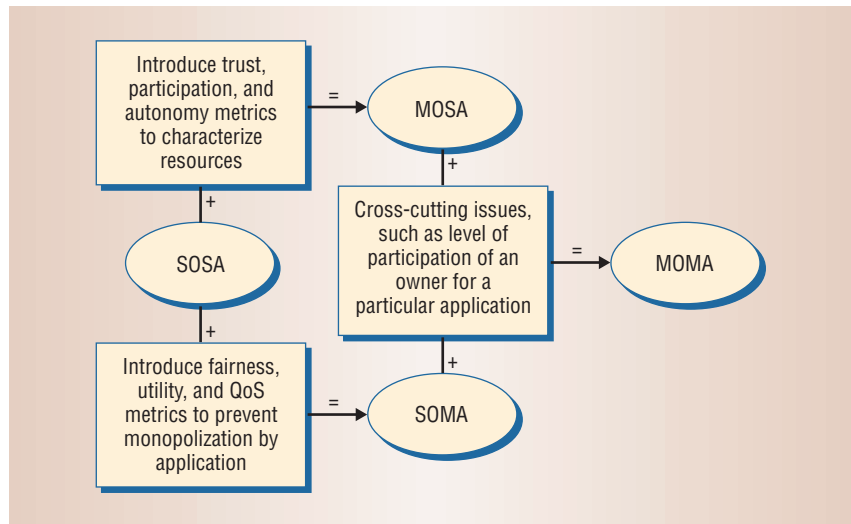 Introduce trust,
participation, and
autonomy metrics
to characterize
resources
=
MOSA
+
+
Cross-cutting issues,
such as level of
participation of an
owner for a
particular application
=
MOMA
SOSA
+
+
Introduce fairness,
utility, and QoS
metrics to prevent
monopolization by
application
=
SOMA